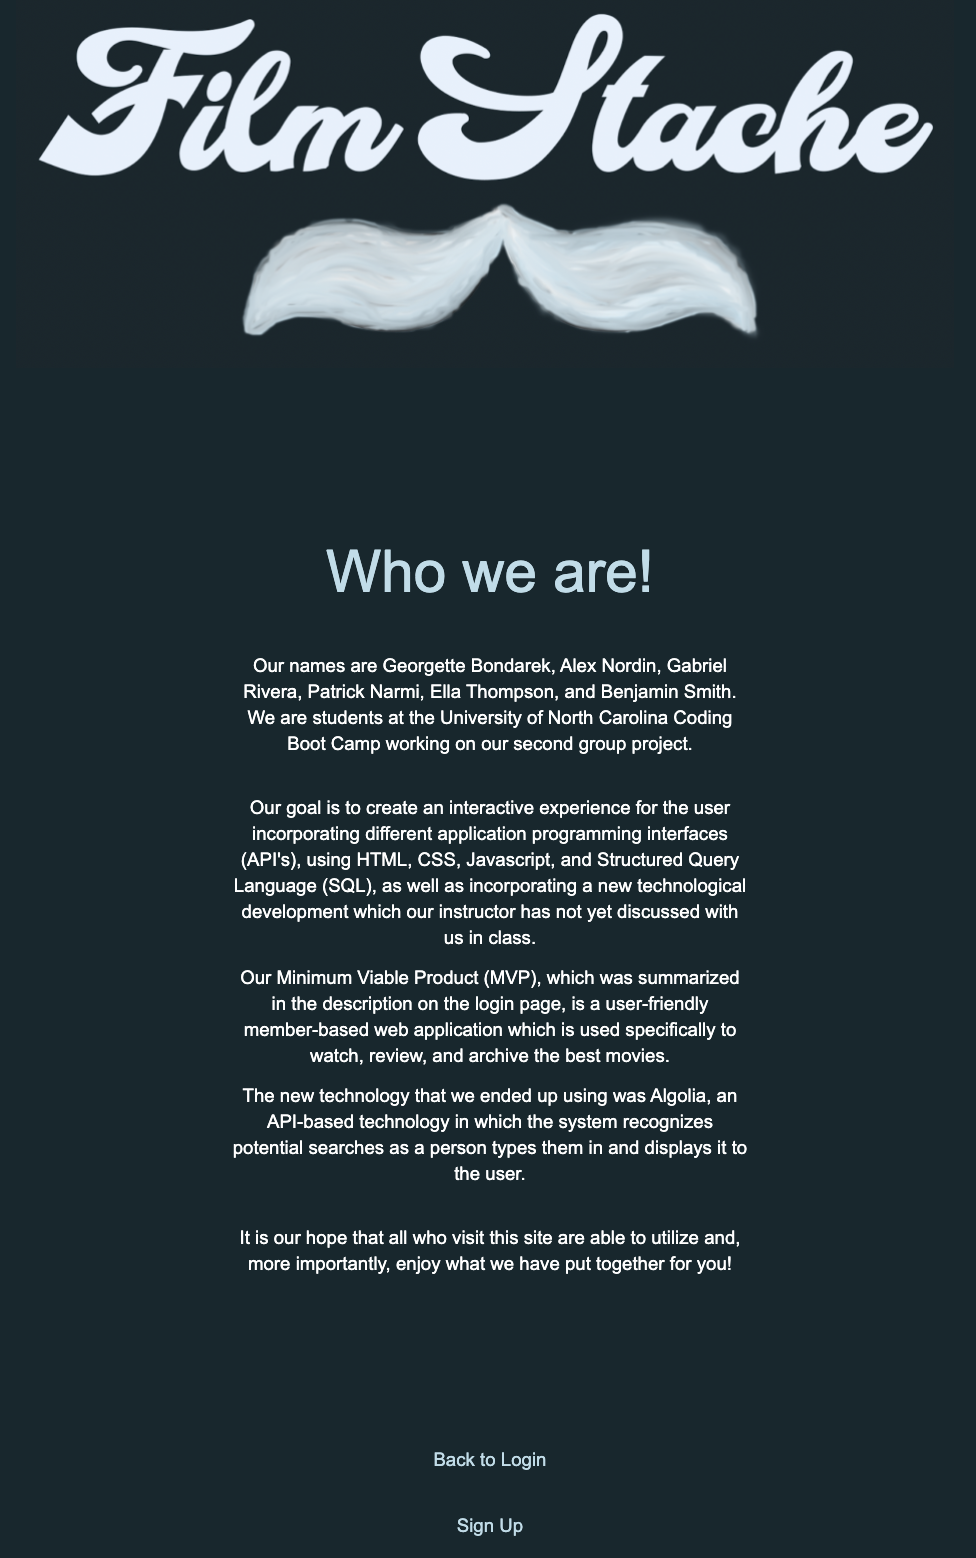 Film Stache
Who we are!
Our names are Georgette Bondarek, Alex Nordin, Gabriel
Rivera, Patrick Narmi, Ella Thompson, and Benjamin Smith.
We are students at the University of North Carolina Coding
Boot Camp working on our second group project.
Our goal is to create an interactive experience for the user
incorporating different application programming interfaces
(API's), using HTML, CSS, Javascript, and Structured Query
Language (SQL), as well as incorporating a new technological
development which our instructor has not yet discussed with
us in class.
Our Minimum Viable Product (MVP), which was summarized
in the description on the login page, is a user-friendly
member-based web application which is used specifically to
watch, review, and archive the best movies.
The new technology that we ended up using was Algolia, an
API-based technology in which the system recognizes
potential searches as a person types them in and displays it to
the user.
It is our hope that all who visit this site are able to utilize and,
more importantly, enjoy what we have put together for you!
Back to Login
Sign Up